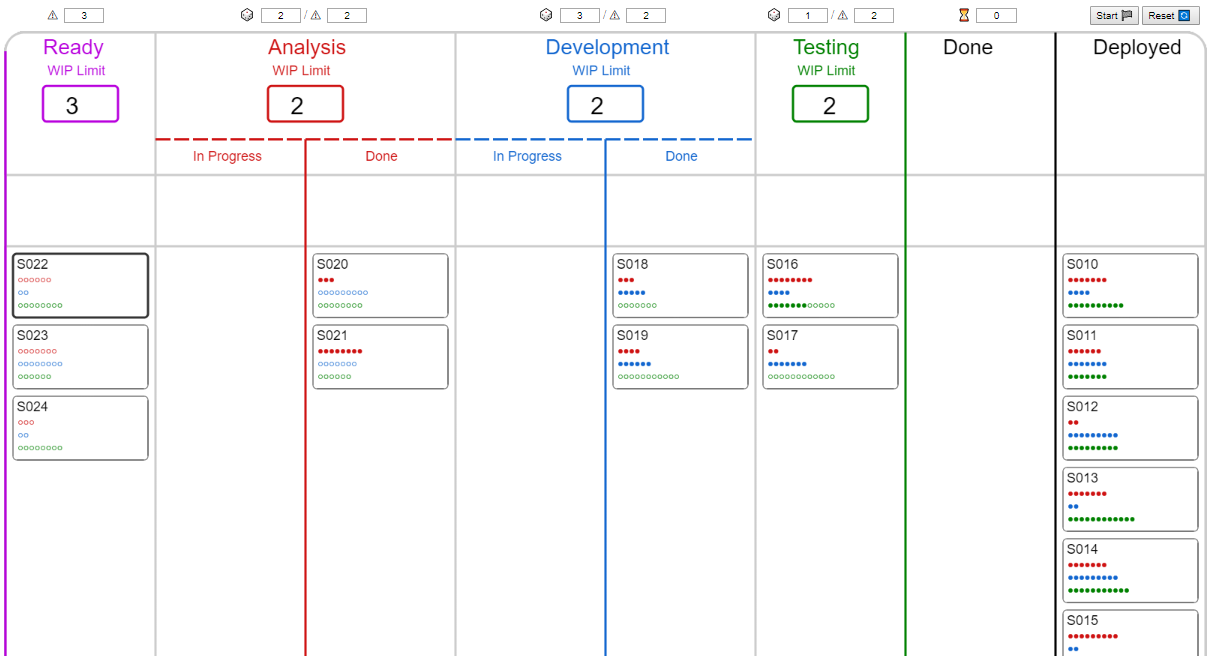 3 2 / 2 3 / 2 1 / 2 0 Start Reset
Ready Analysis Development Testing Done Deployed
WIP Limit WIP Limit WIP Limit WIP Limit
3 2 2 2
In Progress Done In Progress Done
S022 S020 S018 S016 S010
S023 S021 S019 S017 S011
S024 S012
S013
S014
S015